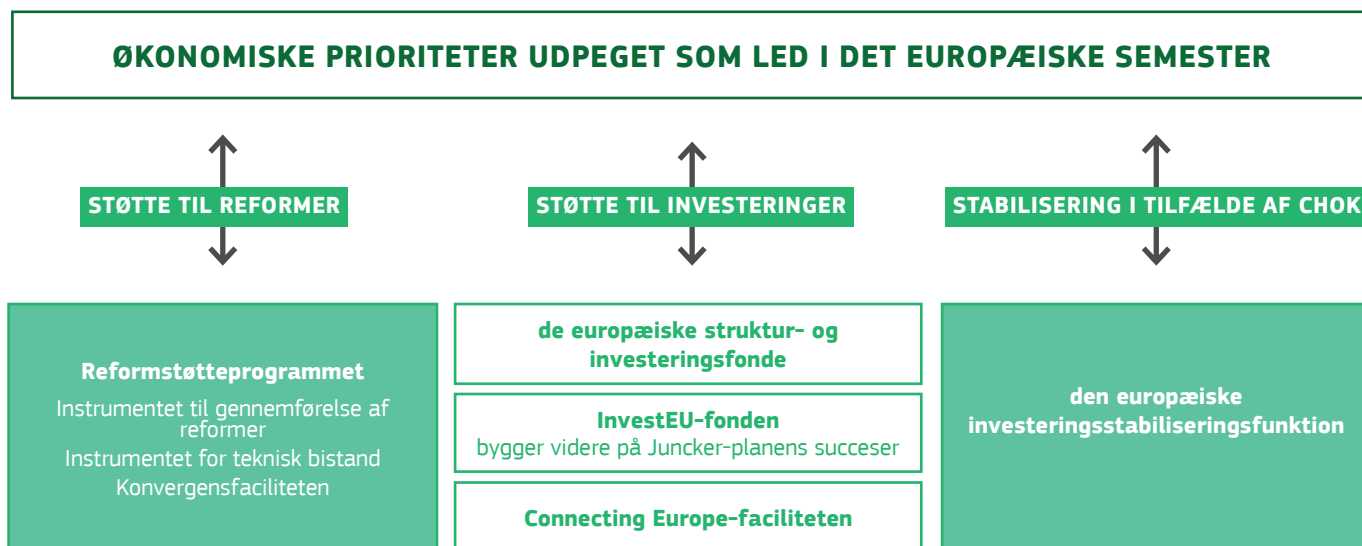 ØKONOMISKE PRIORITETER UDPEGET SOM LED I DET EUROPÆISKE SEMESTER
STØTTE TIL REFORMER
STØTTE TIL INVESTERINGER
STABILISERING I TILFÆLDE AF CHOK
Reformstøtteprogrammet
Instrumentet til gennemførelse af
reformer
Instrumentet for teknisk bistand
Konvergensfaciliteten
de europæiske struktur- og
investeringsfonde
InvestEU-fonden
bygger videre på Juncker-planens succeser
Connecting Europe-faciliteten
den europæiske
investeringsstabiliseringsfunktion